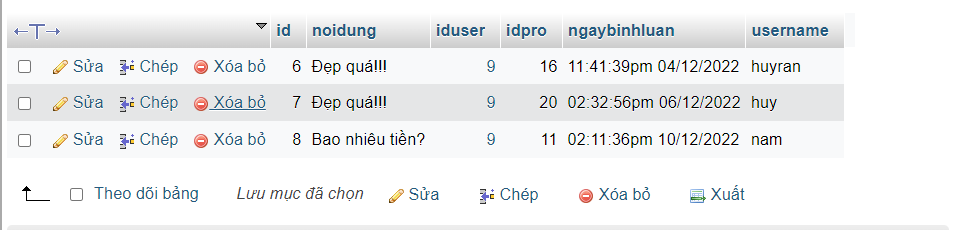 ←T→ id noidung iduser idpro ngaybinhluan username
Sửa Chép Xóa bỏ 6 Đẹp quá!!! 9 16 11:41:39pm 04/12/2022 huyran
Sửa Chép Xóa bỏ 7 Đẹp quá!!! 9 20 02:32:56pm 06/12/2022 huy
Sửa Chép Xóa bỏ 8 Bao nhiêu tiền? 9 11 02:11:36pm 10/12/2022 nam
Theo dõi bảng Lưu mục đã chọn Sửa Chép Xóa bỏ Xuất